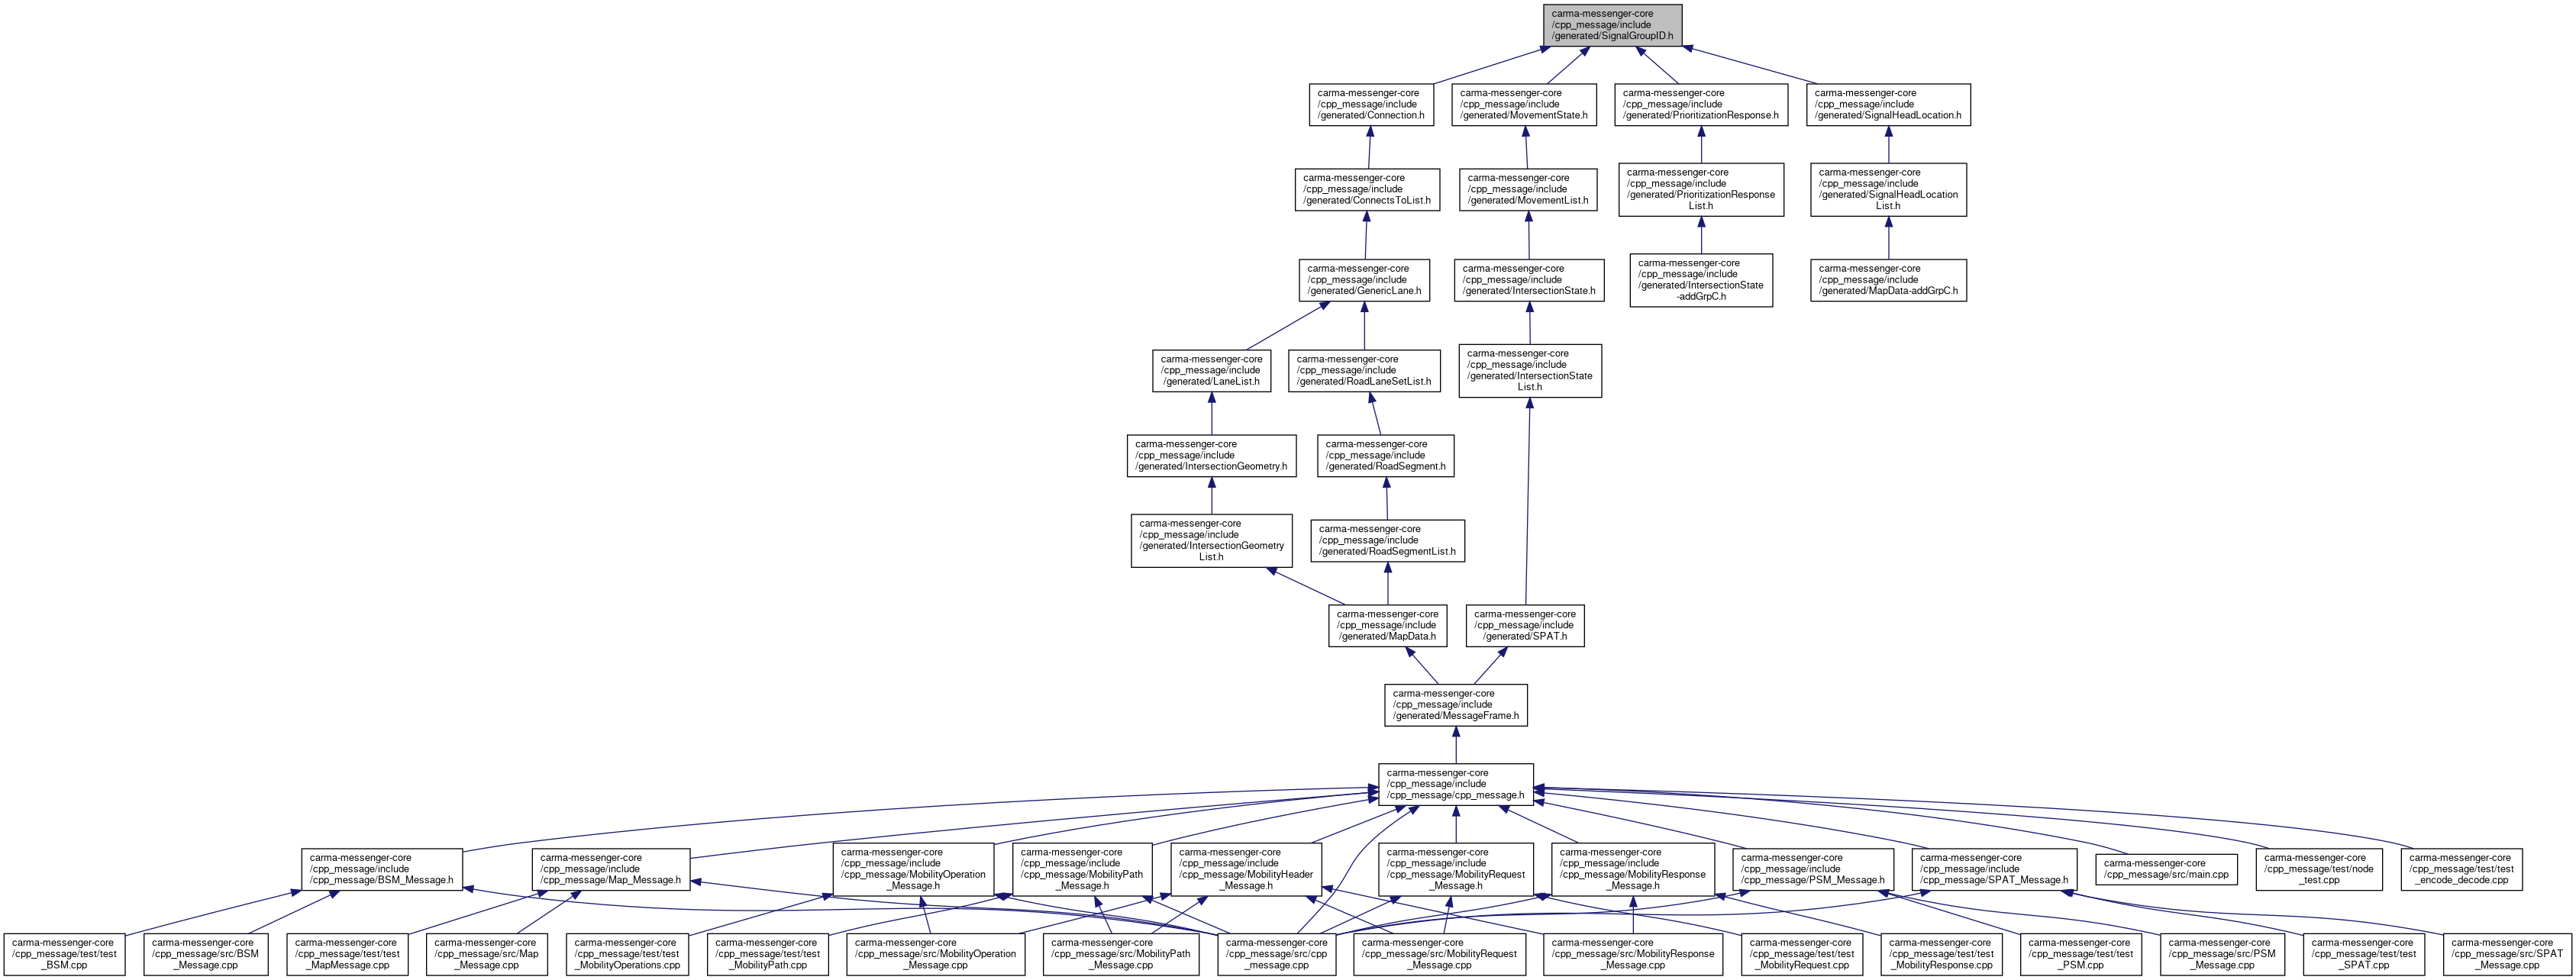 carma-messenger-core
/cpp_message/include
/generated/SignalGroupID.h
carma-messenger-core
/cpp_message/include
/generated/Connection.h
carma-messenger-core
/cpp_message/include
/generated/MovementState.h
carma-messenger-core
/cpp_message/include
/generated/PrioritizationResponse.h
carma-messenger-core
/cpp_message/include
/generated/SignalHeadLocation.h
carma-messenger-core
/cpp_message/include
/generated/ConnectsToList.h
carma-messenger-core
/cpp_message/include
/generated/MovementList.h
carma-messenger-core
/cpp_message/include
/generated/PrioritizationResponse
List.h
carma-messenger-core
/cpp_message/include
/generated/SignalHeadLocation
List.h
carma-messenger-core
/cpp_message/include
/generated/GenericLane.h
carma-messenger-core
/cpp_message/include
/generated/IntersectionState.h
carma-messenger-core
/cpp_message/include
/generated/IntersectionState
-addGrpC.h
carma-messenger-core
/cpp_message/include
/generated/MapData-addGrpC.h
carma-messenger-core
/cpp_message/include
/generated/LaneList.h
carma-messenger-core
/cpp_message/include
/generated/RoadLaneSetList.h
carma-messenger-core
/cpp_message/include
/generated/IntersectionState
List.h
carma-messenger-core
/cpp_message/include
/generated/IntersectionGeometry.h
carma-messenger-core
/cpp_message/include
/generated/RoadSegment.h
carma-messenger-core
/cpp_message/include
/generated/IntersectionGeometry
List.h
carma-messenger-core
/cpp_message/include
/generated/RoadSegmentList.h
carma-messenger-core
/cpp_message/include
/generated/MapData.h
carma-messenger-core
/cpp_message/include
/generated/SPAT.h
carma-messenger-core
/cpp_message/include
/generated/MessageFrame.h
carma-messenger-core
/cpp_message/include
/cpp_message/cpp_message.h
carma-messenger-core
/cpp_message/include
/cpp_message/BSM_Message.h
carma-messenger-core
/cpp_message/include
/cpp_message/Map_Message.h
carma-messenger-core
/cpp_message/include
/cpp_message/MobilityOperation
_Message.h
carma-messenger-core
/cpp_message/include
/cpp_message/MobilityPath
_Message.h
carma-messenger-core
/cpp_message/include
/cpp_message/MobilityHeader
_Message.h
carma-messenger-core
/cpp_message/include
/cpp_message/MobilityRequest
_Message.h
carma-messenger-core
/cpp_message/include
/cpp_message/MobilityResponse
_Message.h
carma-messenger-core
/cpp_message/include
/cpp_message/PSM_Message.h
carma-messenger-core
/cpp_message/include
/cpp_message/SPAT_Message.h
carma-messenger-core
/cpp_message/src/main.cpp
carma-messenger-core
/cpp_message/test/node
_test.cpp
carma-messenger-core
/cpp_message/test/test
_encode_decode.cpp
carma-messenger-core
/cpp_message/test/test
_BSM.cpp
carma-messenger-core
/cpp_message/src/BSM
_Message.cpp
carma-messenger-core
/cpp_message/test/test
_MapMessage.cpp
carma-messenger-core
/cpp_message/src/Map
_Message.cpp
carma-messenger-core
/cpp_message/test/test
_MobilityOperations.cpp
carma-messenger-core
/cpp_message/test/test
_MobilityPath.cpp
carma-messenger-core
/cpp_message/src/MobilityOperation
_Message.cpp
carma-messenger-core
/cpp_message/src/MobilityPath
_Message.cpp
carma-messenger-core
/cpp_message/src/cpp
_message.cpp
carma-messenger-core
/cpp_message/src/MobilityRequest
_Message.cpp
carma-messenger-core
/cpp_message/src/MobilityResponse
_Message.cpp
carma-messenger-core
/cpp_message/test/test
_MobilityRequest.cpp
carma-messenger-core
/cpp_message/test/test
_MobilityResponse.cpp
carma-messenger-core
/cpp_message/test/test
_PSM.cpp
carma-messenger-core
/cpp_message/src/PSM
_Message.cpp
carma-messenger-core
/cpp_message/test/test
_SPAT.cpp
carma-messenger-core
/cpp_message/src/SPAT
_Message.cpp